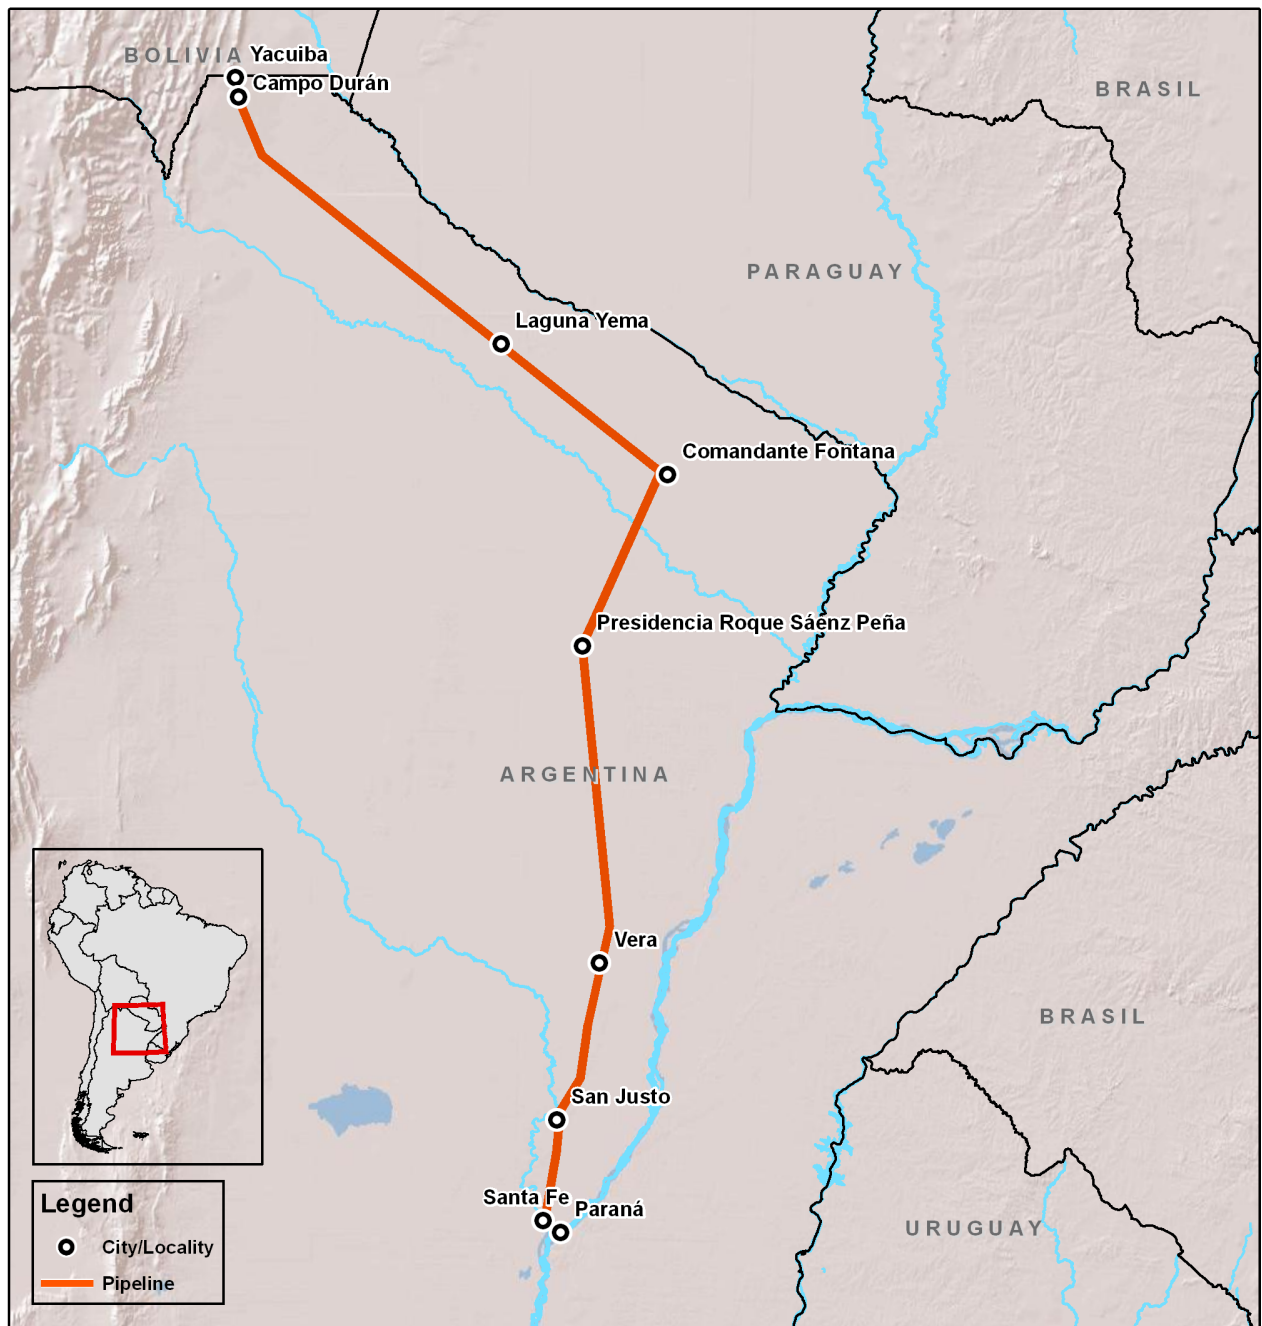 BOLIVIA
Yacuiba
Campo Durán
BRASIL
PARAGUAY
Laguna Yema
Comandante Fontana
Presidencia Roque Sáenz Peña
ARGENTINA
Vera
BRASIL
San Justo
Santa Fe
Paraná
URUGUAY
Legend
City/Locality
Pipeline